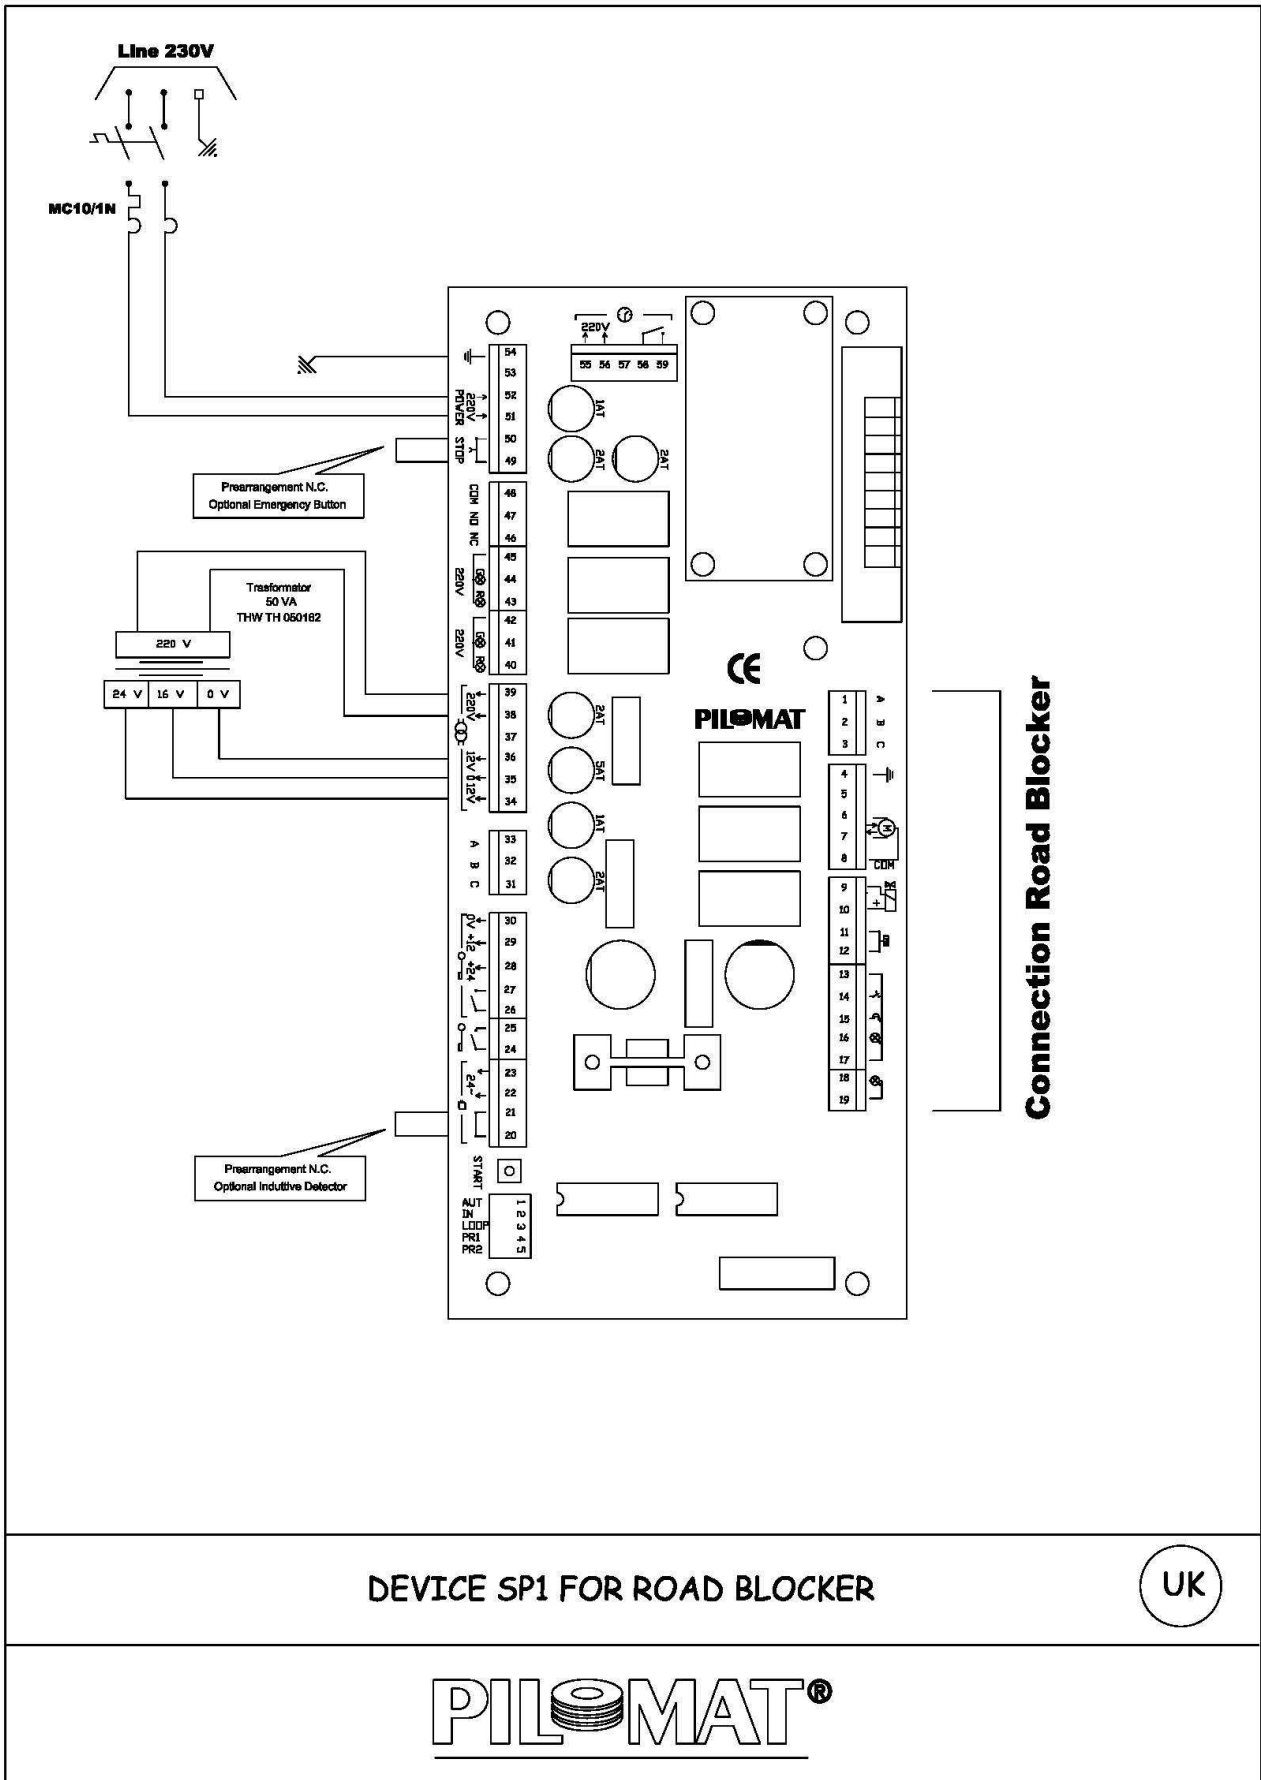 Line 230V
MC10/1N
220V
55 56 57 58 59
54
53
52
51
220V
POWER
50
49
STOP
1AT
2AT
2AT
Prearrangement N.C.
Optional Emergency Button
48
47
46
COM NO NC
45
44
43
220V
G
R
42
41
40
220V
G
R
Trasformator
50 VA
THW TH 050162
220 V
24 V 16 V 0 V
39
38
37
36
35
34
220V
12V 0 12V
2AT
5AT
1AT
2AT
33
32
31
A
B
C
30
29
28
27
26
0V
+12
+24
25
24
23
22
21
20
24~
Prearrangement N.C.
Optional Induttive Detector
START
AUT 1
IN 2
LOOP 3
PR1 4
PR2 5
CE
PILOMAT
1 A
2 B
3 C
4
5
6
7
8
M
COM
9
10
+
11
12
13
14
15
16
17
18
19
Connection Road Blocker
DEVICE SP1 FOR ROAD BLOCKER
UK
PILOMAT®